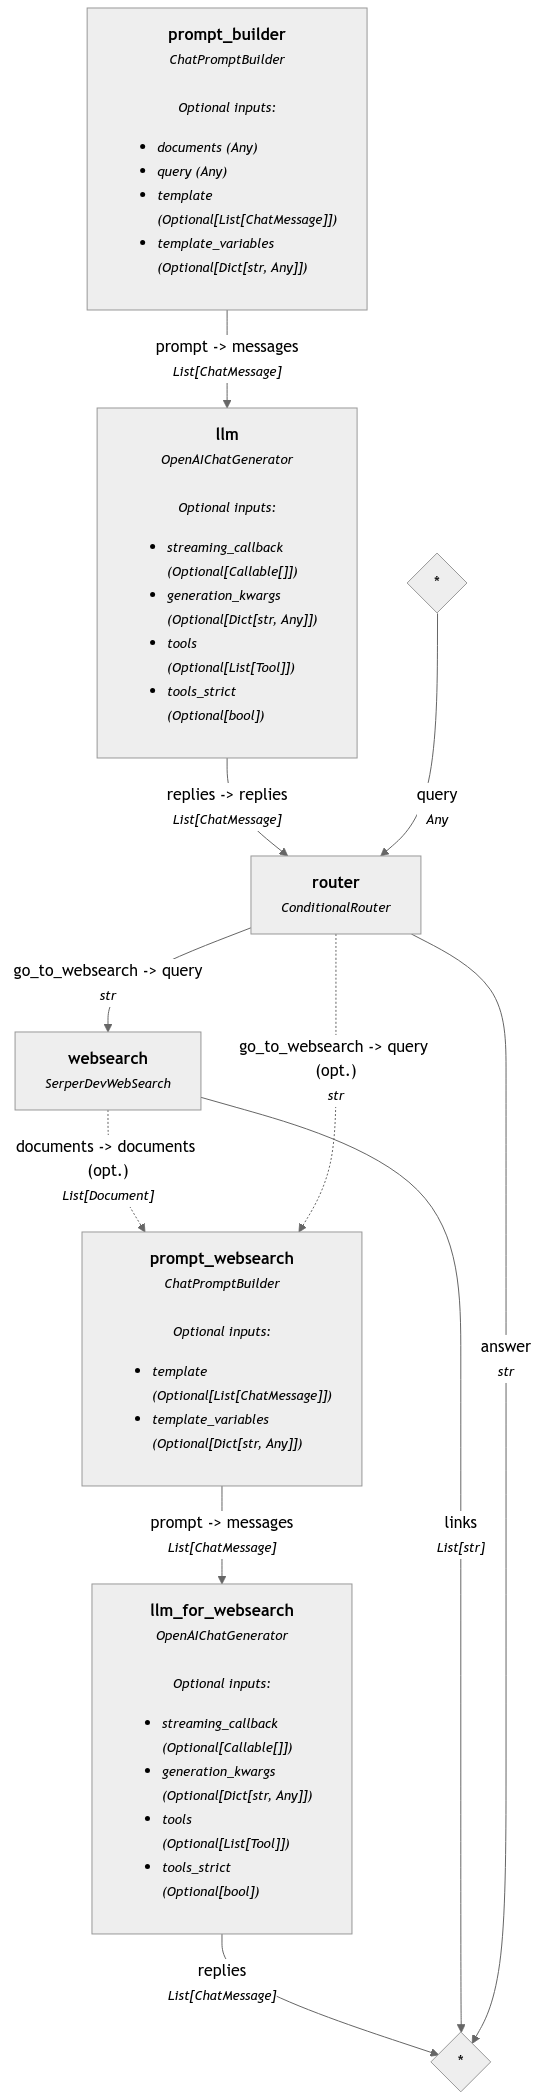 prompt_builder
ChatPromptBuilder
Optional inputs:
documents (Any)
query (Any)
template
(Optional[List[ChatMessage]])
template_variables
(Optional[Dict[str, Any]])
prompt -> messages
List[ChatMessage]
llm
OpenAIChatGenerator
Optional inputs:
streaming_callback
(Optional[Callable[]])
generation_kwargs
(Optional[Dict[str, Any]])
tools
(Optional[List[Tool]])
tools_strict
(Optional[bool])
*
replies -> replies
List[ChatMessage]
query
Any
router
ConditionalRouter
go_to_websearch -> query
str
go_to_websearch -> query
(opt.)
str
websearch
SerperDevWebSearch
documents -> documents
(opt.)
List[Document]
prompt_websearch
ChatPromptBuilder
Optional inputs:
template
(Optional[List[ChatMessage]])
template_variables
(Optional[Dict[str, Any]])
answer
str
prompt -> messages
List[ChatMessage]
links
List[str]
llm_for_websearch
OpenAIChatGenerator
Optional inputs:
streaming_callback
(Optional[Callable[]])
generation_kwargs
(Optional[Dict[str, Any]])
tools
(Optional[List[Tool]])
tools_strict
(Optional[bool])
replies
List[ChatMessage]
*